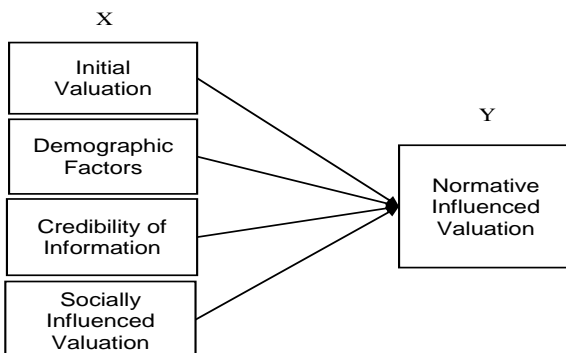 X
Initial
Valuation
Demographic
Factors
Credibility of
Information
Socially
Influenced
Valuation
Y
Normative
Influenced
Valuation